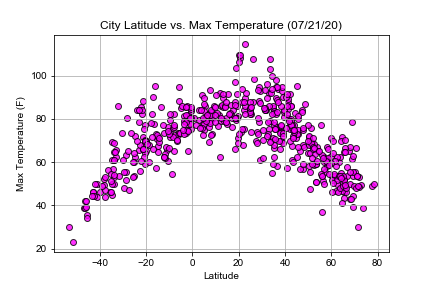 City Latitude vs. Max Temperature (07/21/20)
Max Temperature (F)
100
80
60
40
20
−40 −20 0 20 40 60 80
Latitude